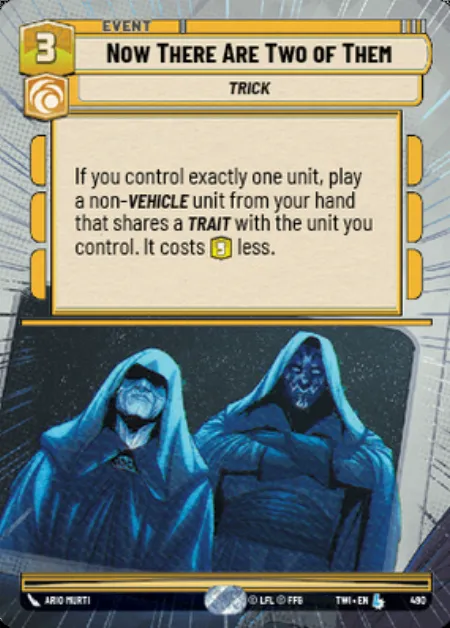 EVENT
3
NOW THERE ARE TWO OF THEM
TRICK
If you control exactly one unit, play
a non-VEHICLE unit from your hand
that shares a TRAIT with the unit you
control. It costs 5 less.
ARIO MURTI
© LFL © FFG
TWI • EN
490